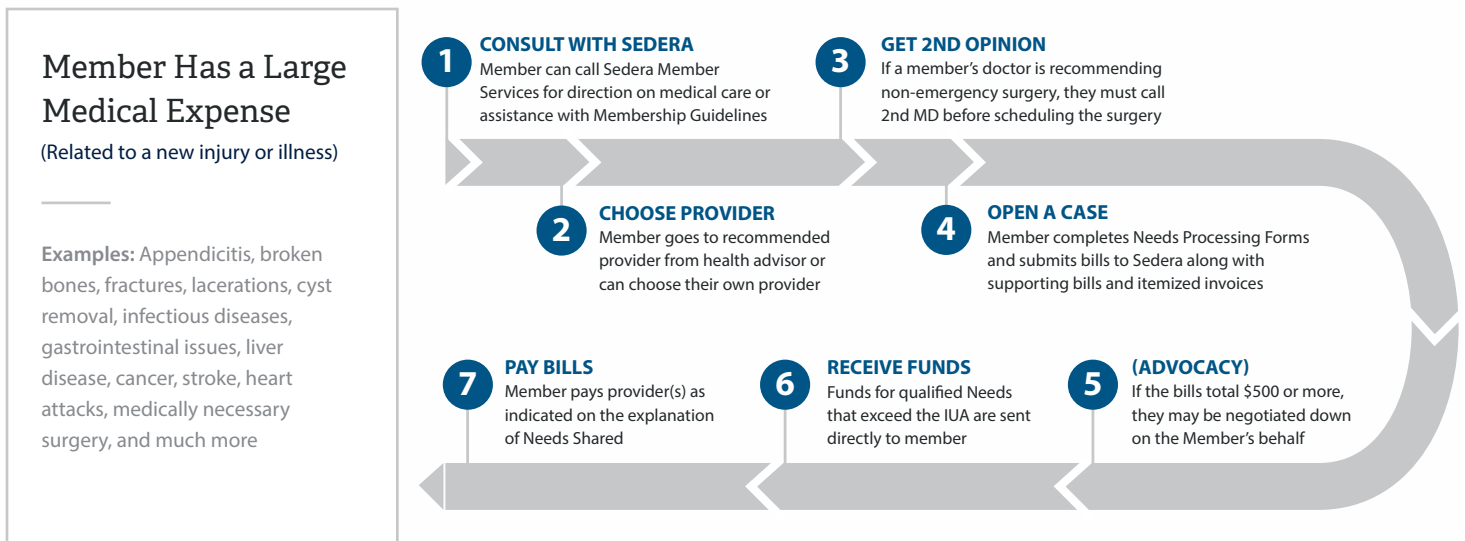 Member Has a Large
Medical Expense
(Related to a new injury or illness)
Examples: Appendicitis, broken
bones, fractures, lacerations, cyst
removal, infectious diseases,
gastrointestinal issues, liver
disease, cancer, stroke, heart
attacks, medically necessary
surgery, and much more
1
CONSULT WITH SEDERA
Member can call Sedera Member
Services for direction on medical care or
assistance with Membership Guidelines
2
CHOOSE PROVIDER
Member goes to recommended
provider from health advisor or
can choose their own provider
3
GET 2ND OPINION
If a member's doctor is recommending
non-emergency surgery, they must call
2nd MD before scheduling the surgery
4
OPEN A CASE
Member completes Needs Processing Forms
and submits bills to Sedera along with
supporting bills and itemized invoices
5
(ADVOCACY)
If the bills total $500 or more,
they may be negotiated down
on the Member's behalf
6
RECEIVE FUNDS
Funds for qualified Needs
that exceed the IUA are sent
directly to member
7
PAY BILLS
Member pays provider(s) as
indicated on the explanation
of Needs Shared